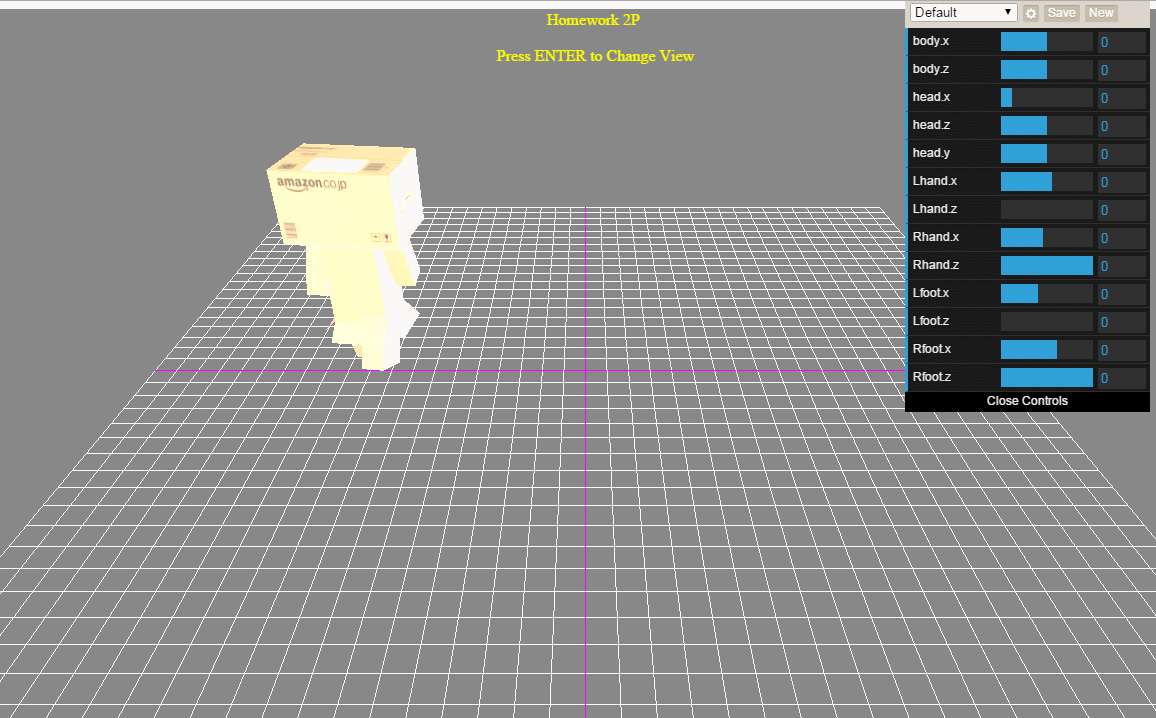 Homework 2P
Press ENTER to Change View
amazon.co.jp
Default
Save
New
body.x 0
body.z 0
head.x 0
head.z 0
head.y 0
Lhand.x 0
Lhand.z 0
Rhand.x 0
Rhand.z 0
Lfoot.x 0
Lfoot.z 0
Rfoot.x 0
Rfoot.z 0
Close Controls